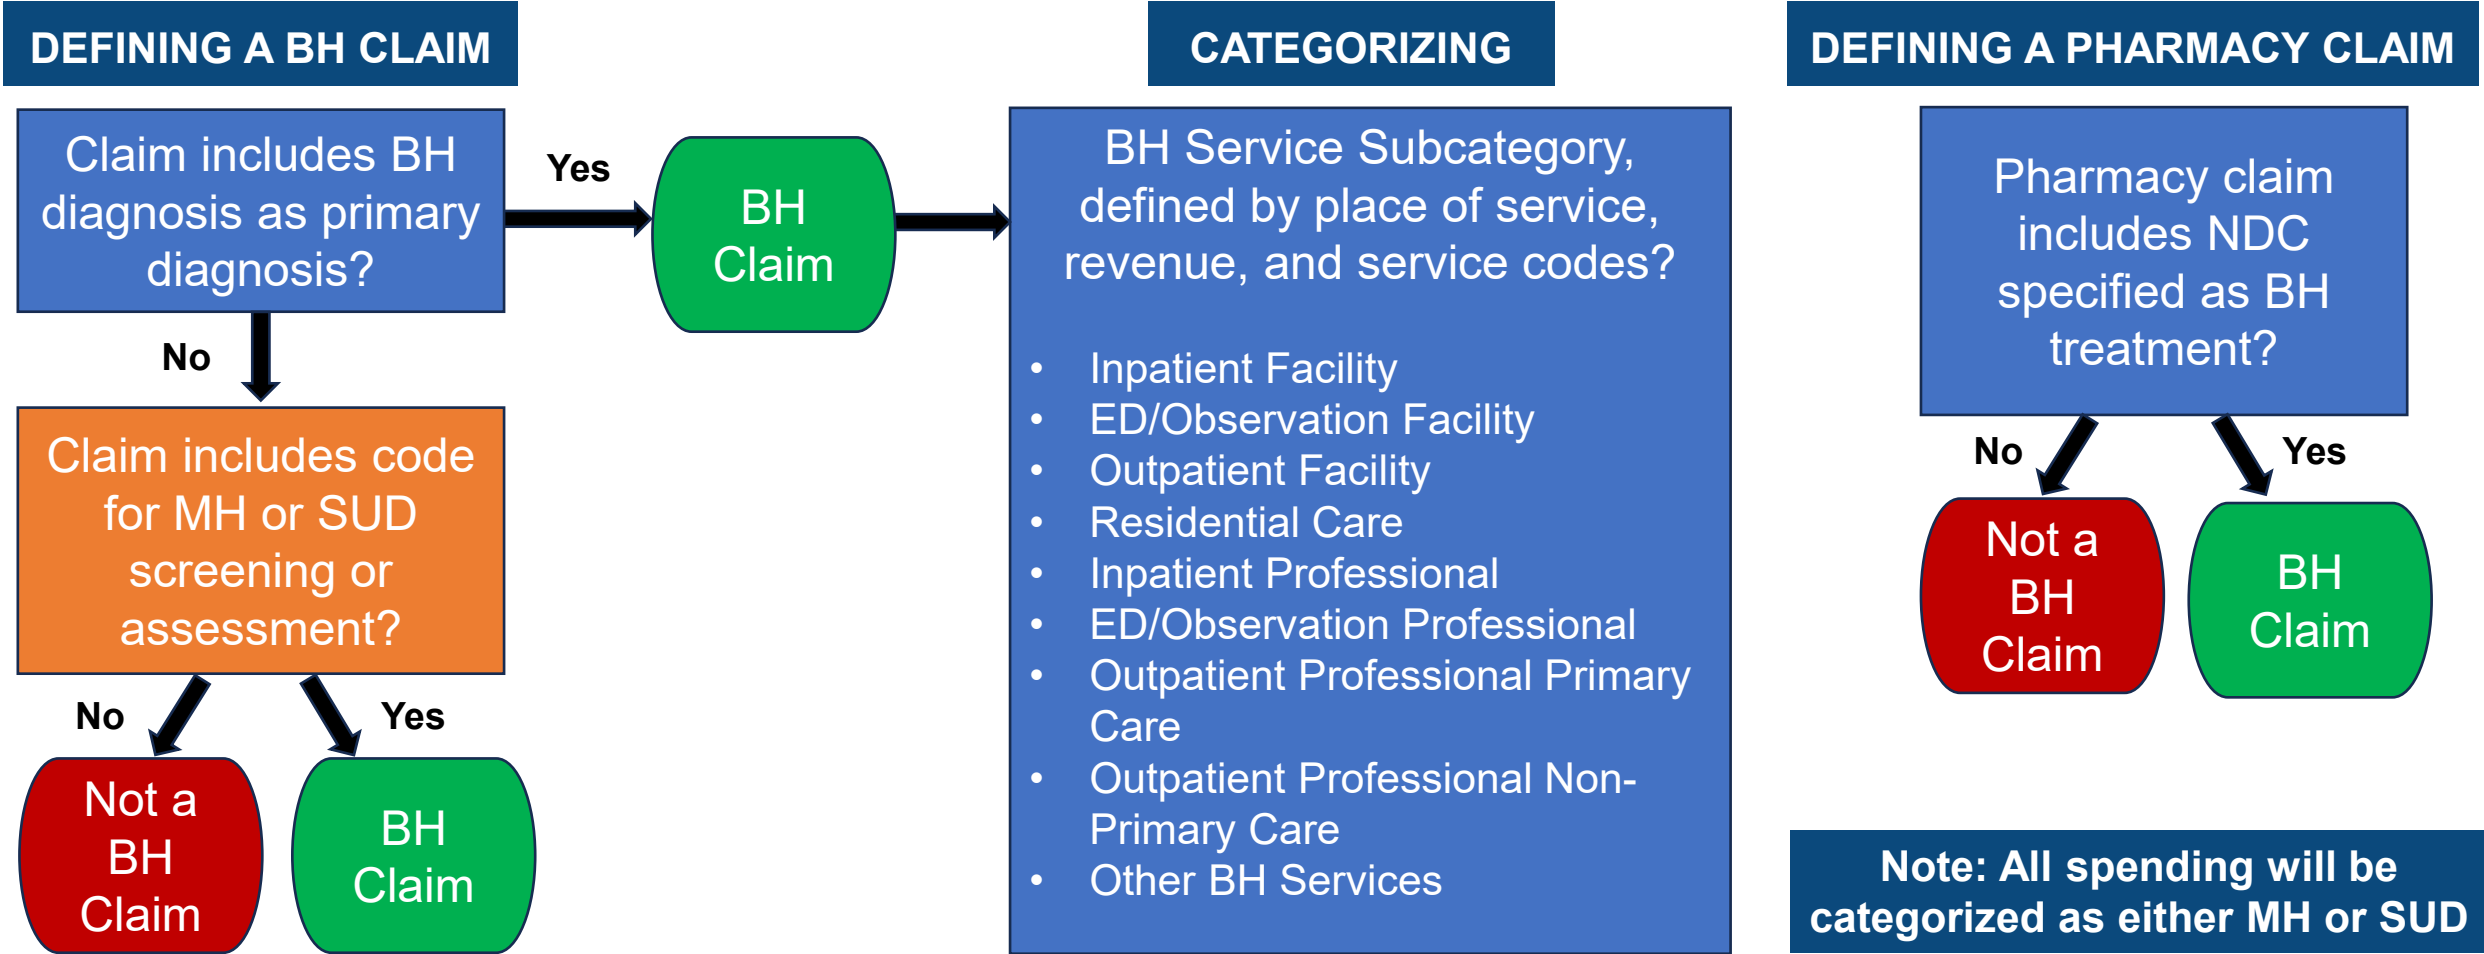 DEFINING A BH CLAIM
Claim includes BH
diagnosis as primary
diagnosis?
Yes
BH
Claim
No
Claim includes code
for MH or SUD
screening or
assessment?
No
Yes
Not a
BH
Claim
BH
Claim
CATEGORIZING
BH Service Subcategory,
defined by place of service,
revenue, and service codes?
• Inpatient Facility
• ED/Observation Facility
• Outpatient Facility
• Residential Care
• Inpatient Professional
• ED/Observation Professional
• Outpatient Professional Primary
Care
• Outpatient Professional Non-
Primary Care
• Other BH Services
DEFINING A PHARMACY CLAIM
Pharmacy claim
includes NDC
specified as BH
treatment?
No
Yes
Not a
BH
Claim
BH
Claim
Note: All spending will be
categorized as either MH or SUD